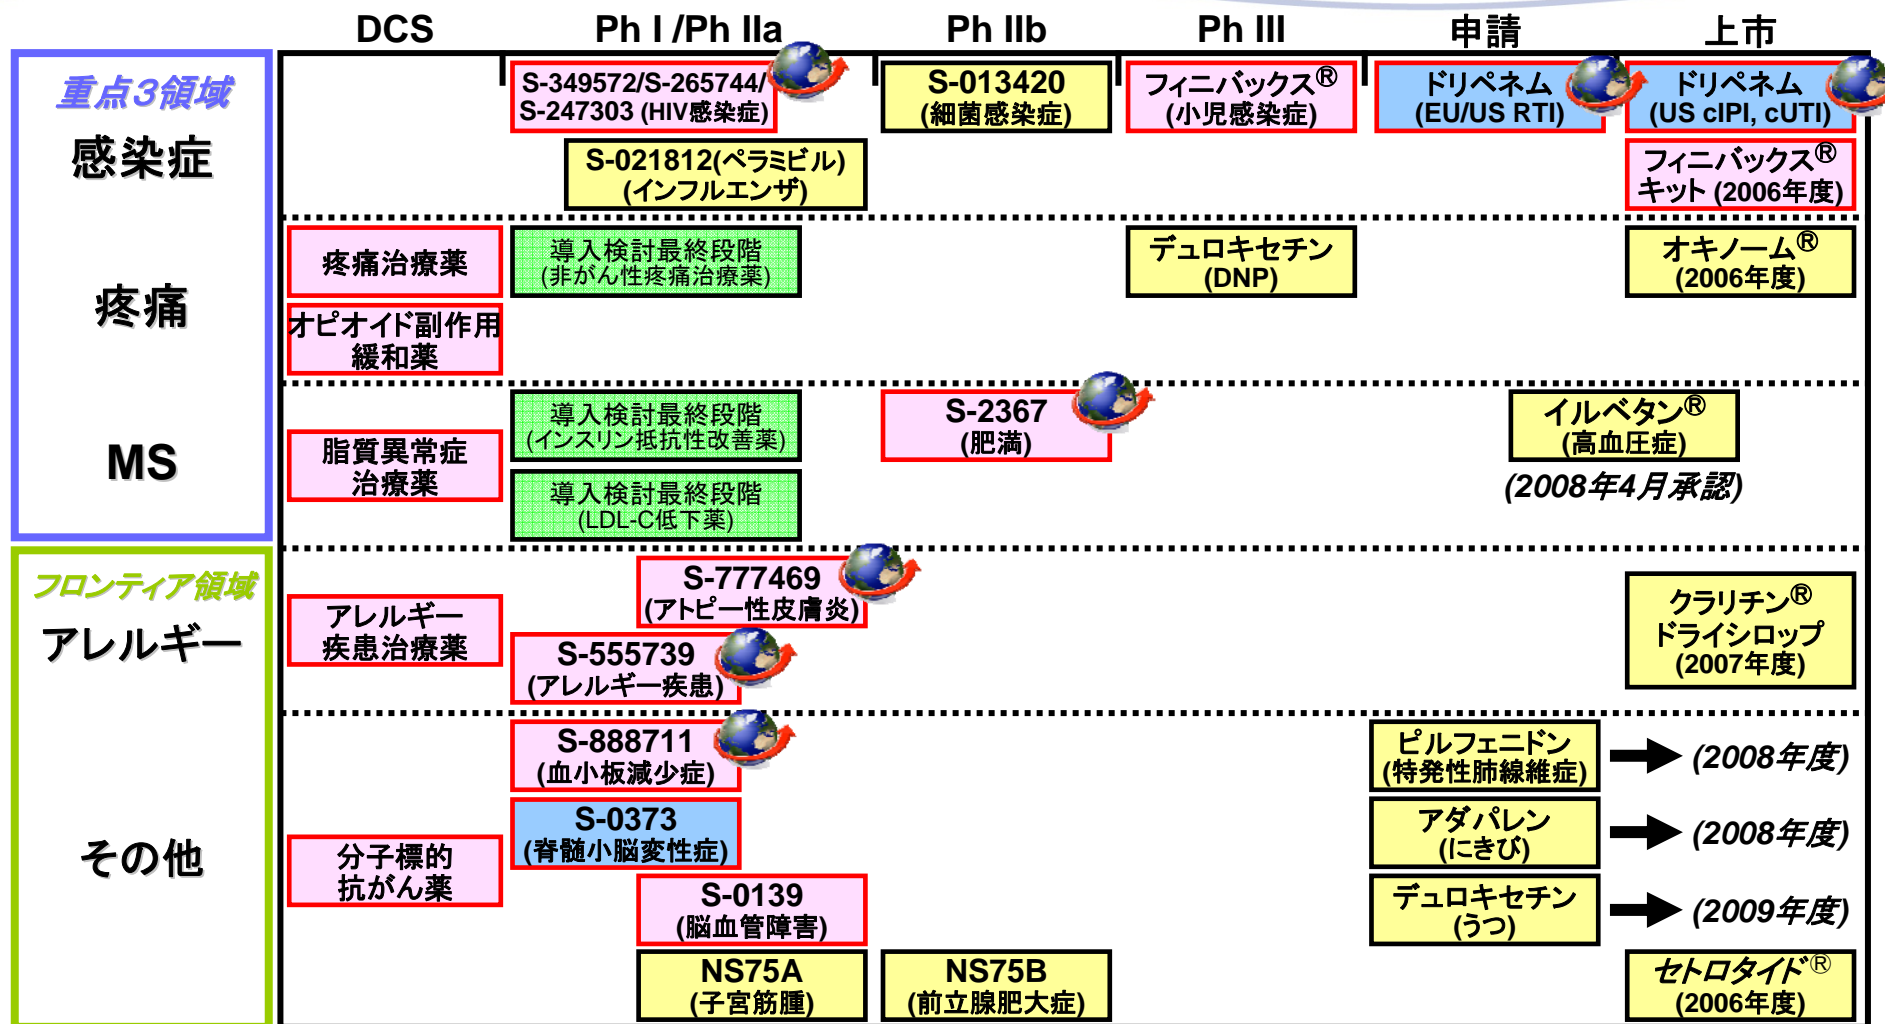 DCS
Ph I /Ph IIa
Ph IIb
Ph III
申請
上市
重点3領域
感染症
S-349572/S-265744/
S-247303 (HIV感染症)
S-013420
(細菌感染症)
フィニバックス®
(小児感染症)
ドリペネム
(EU/US RTI)
ドリペネム
(US cIPI, cUTI)
S-021812(ペラミビル)
(インフルエンザ)
フィニバックス®
キット (2006年度)
疼痛
疼痛治療薬
導入検討最終段階
(非がん性疼痛治療薬)
デュロキセチン
(DNP)
オキノーム®
(2006年度)
オピオイド副作用
緩和薬
MS
脂質異常症
治療薬
導入検討最終段階
(インスリン抵抗性改善薬)
S-2367
(肥満)
イルベタン®
(高血圧症)
(2008年4月承認)
導入検討最終段階
(LDL-C低下薬)
フロンティア領域
アレルギー
アレルギー
疾患治療薬
S-777469
(アトピー性皮膚炎)
S-555739
(アレルギー疾患)
クラリチン®
ドライシロップ
(2007年度)
その他
分子標的
抗がん薬
S-888711
(血小板減少症)
ピルフェニドン
(特発性肺線維症)
(2008年度)
S-0373
(脊髄小脳変性症)
アダパレン
(にきび)
(2008年度)
S-0139
(脳血管障害)
デュロキセチン
(うつ)
(2009年度)
NS75A
(子宮筋腫)
NS75B
(前立腺肥大症)
セトロタイド®
(2006年度)